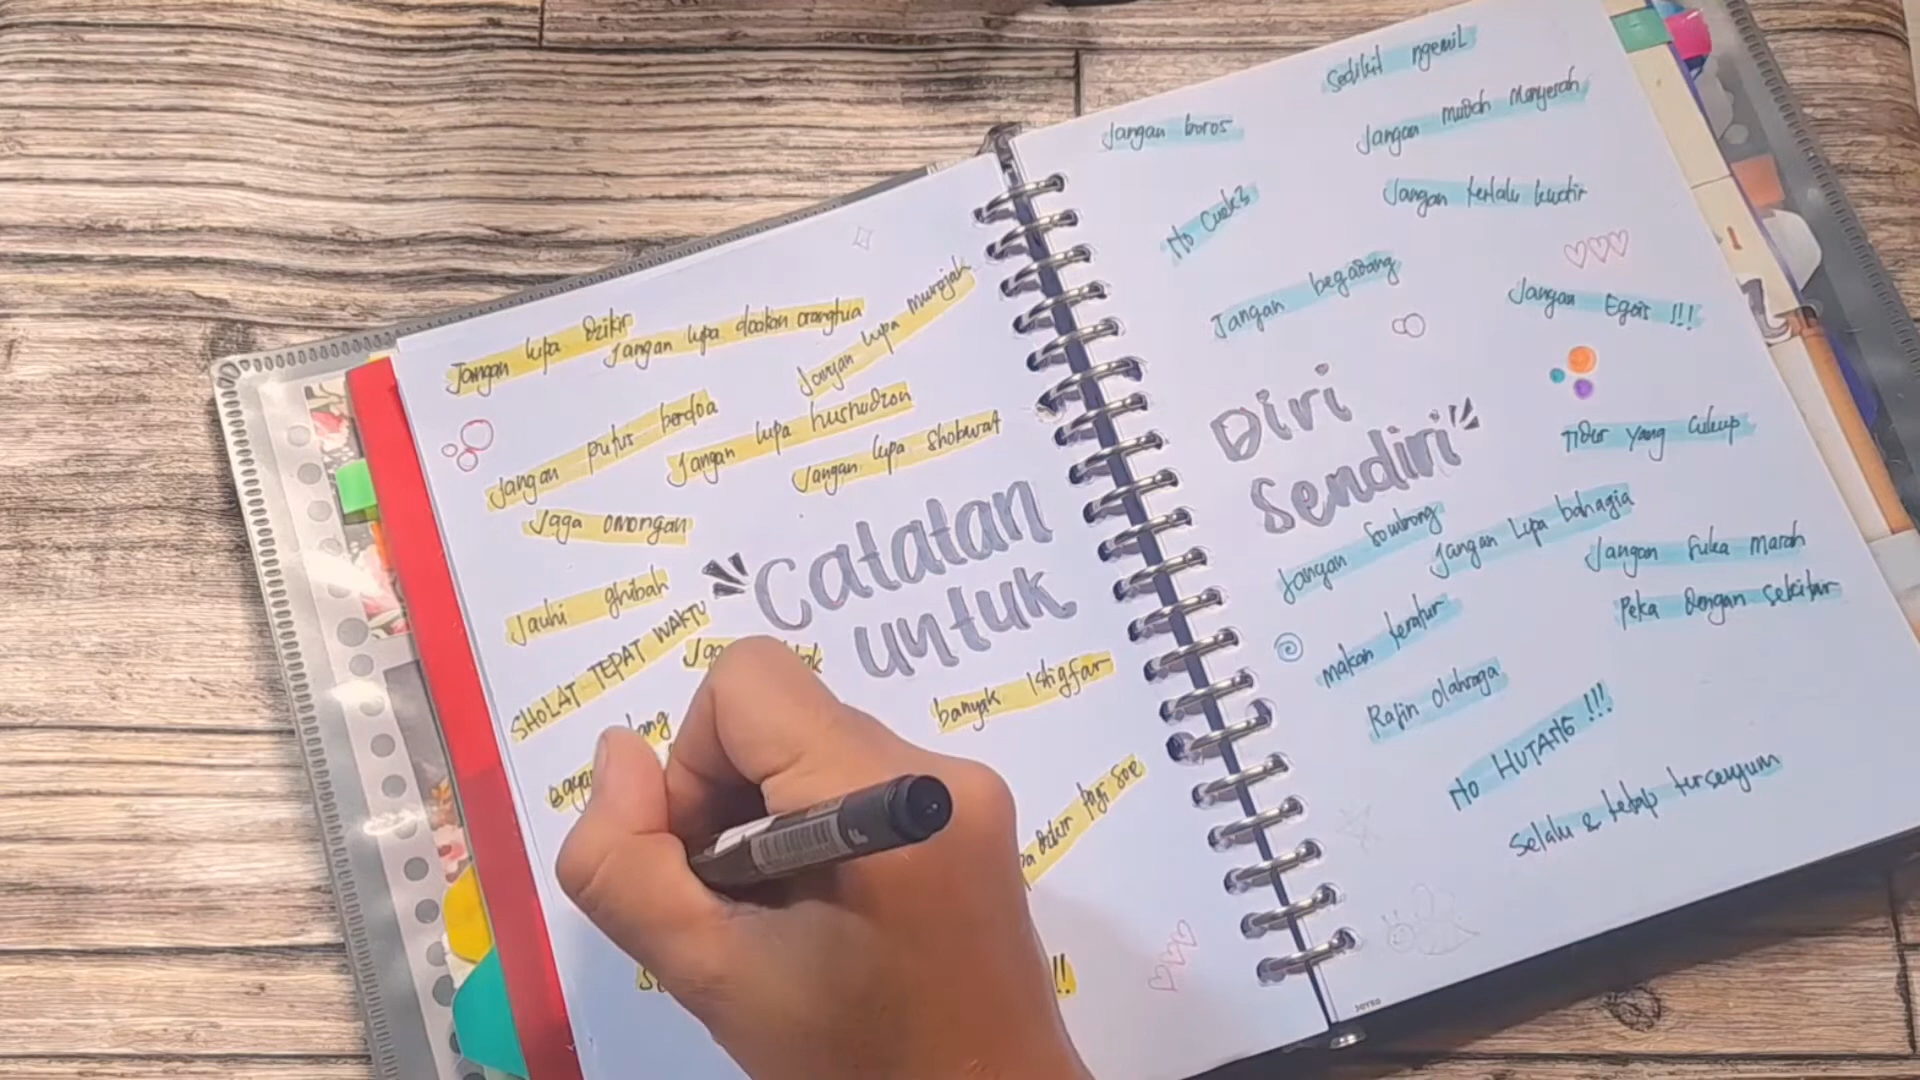 Jangan lupa dzikir
Jangan lupa doakan orangtua
Jangan lupa murojah
Jangan putus berdoa
Jangan lupa husnudzon
Jangan lupa sholawat
Jaga omongan
Jauhi ghibah
SHOLAT TEPAT WAKTU
"Catatan
untuk
banyak istigfar
!!
Sedikit ngemil
Jangan boros
Jangan mudah menyerah
No Cuek2
Jangan terlalu kuatir
Jangan begadang
Jangan Egois !!!
Diri
Sendiri"
Tidur yang cukup
Jangan sombong
Jangan lupa bahagia
Jangan suka marah
Peka dengan sekitar
makan teratur
Rajin olahraga
No HUTANG !!!
Selalu & tetap tersenyum
JOYKO